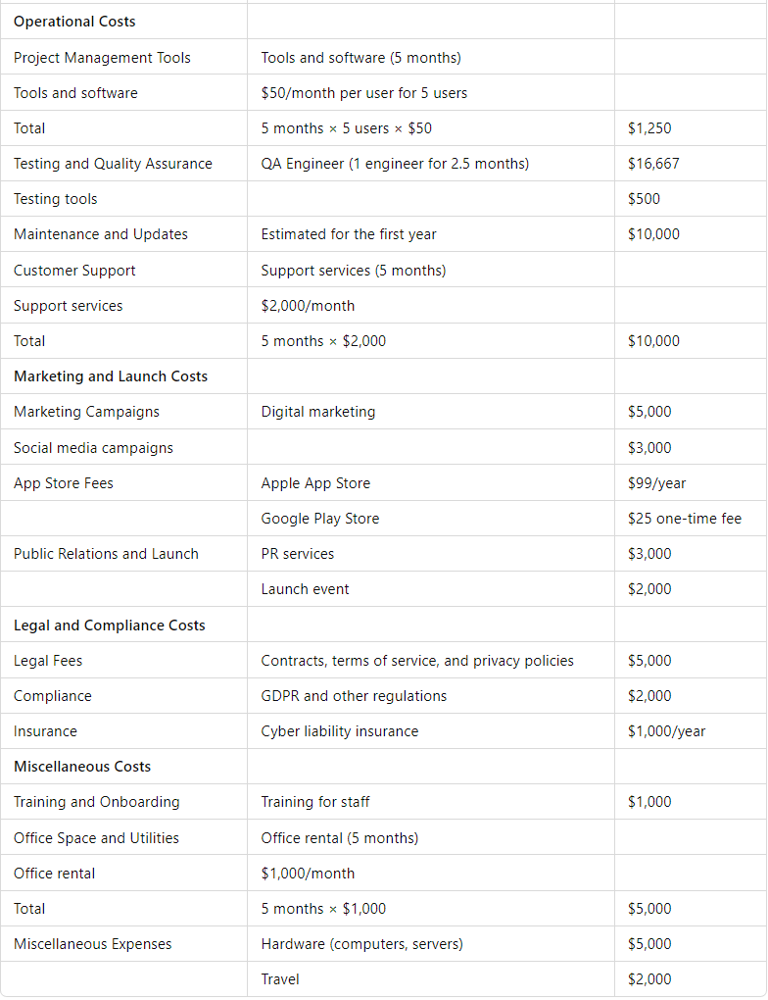 Operational Costs
Project Management Tools Tools and software (5 months)
Tools and software $50/month per user for 5 users
Total 5 months × 5 users × $50 $1,250
Testing and Quality Assurance QA Engineer (1 engineer for 2.5 months) $16,667
Testing tools $500
Maintenance and Updates Estimated for the first year $10,000
Customer Support Support services (5 months)
Support services $2,000/month
Total 5 months × $2,000 $10,000
Marketing and Launch Costs
Marketing Campaigns Digital marketing $5,000
Social media campaigns $3,000
App Store Fees Apple App Store $99/year
Google Play Store $25 one-time fee
Public Relations and Launch PR services $3,000
Launch event $2,000
Legal and Compliance Costs
Legal Fees Contracts, terms of service, and privacy policies $5,000
Compliance GDPR and other regulations $2,000
Insurance Cyber liability insurance $1,000/year
Miscellaneous Costs
Training and Onboarding Training for staff $1,000
Office Space and Utilities Office rental (5 months)
Office rental $1,000/month
Total 5 months × $1,000 $5,000
Miscellaneous Expenses Hardware (computers, servers) $5,000
Travel $2,000